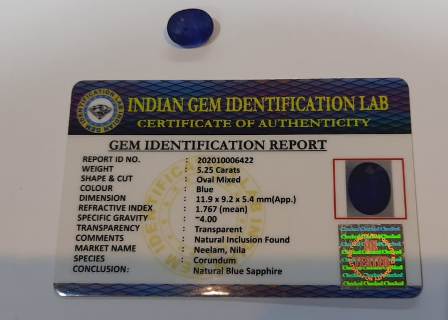 INDIAN GEM IDENTIFICATION LAB
CERTIFICATE OF AUTHENTICITY
GEM IDENTIFICATION REPORT
REPORT ID NO. : 202010006422
WEIGHT : 5.25 Carats
SHAPE & CUT : Oval Mixed
COLOUR : Blue
DIMENSION : 11.9 x 9.2 x 5.4 mm(App.)
REFRACTIVE INDEX : 1.767 (mean)
SPECIFIC GRAVITY : ~4.00
TRANSPARENCY : Transparent
COMMENTS : Natural Inclusion Found
MARKET NAME : Neelam, Nila
SPECIES : Corundum
CONCLUSION: : Natural Blue Sapphire